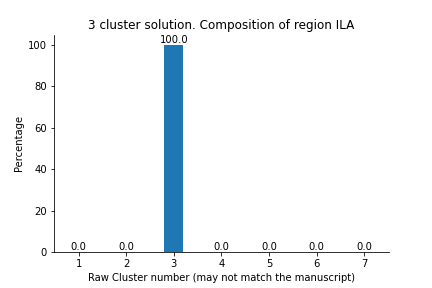 3 cluster solution. Composition of region ILA
100.0
100
80
60
40
20
0
Percentage
0.0 0.0 0.0 0.0 0.0 0.0
1 2 3 4 5 6 7
Raw Cluster number (may not match the manuscript)